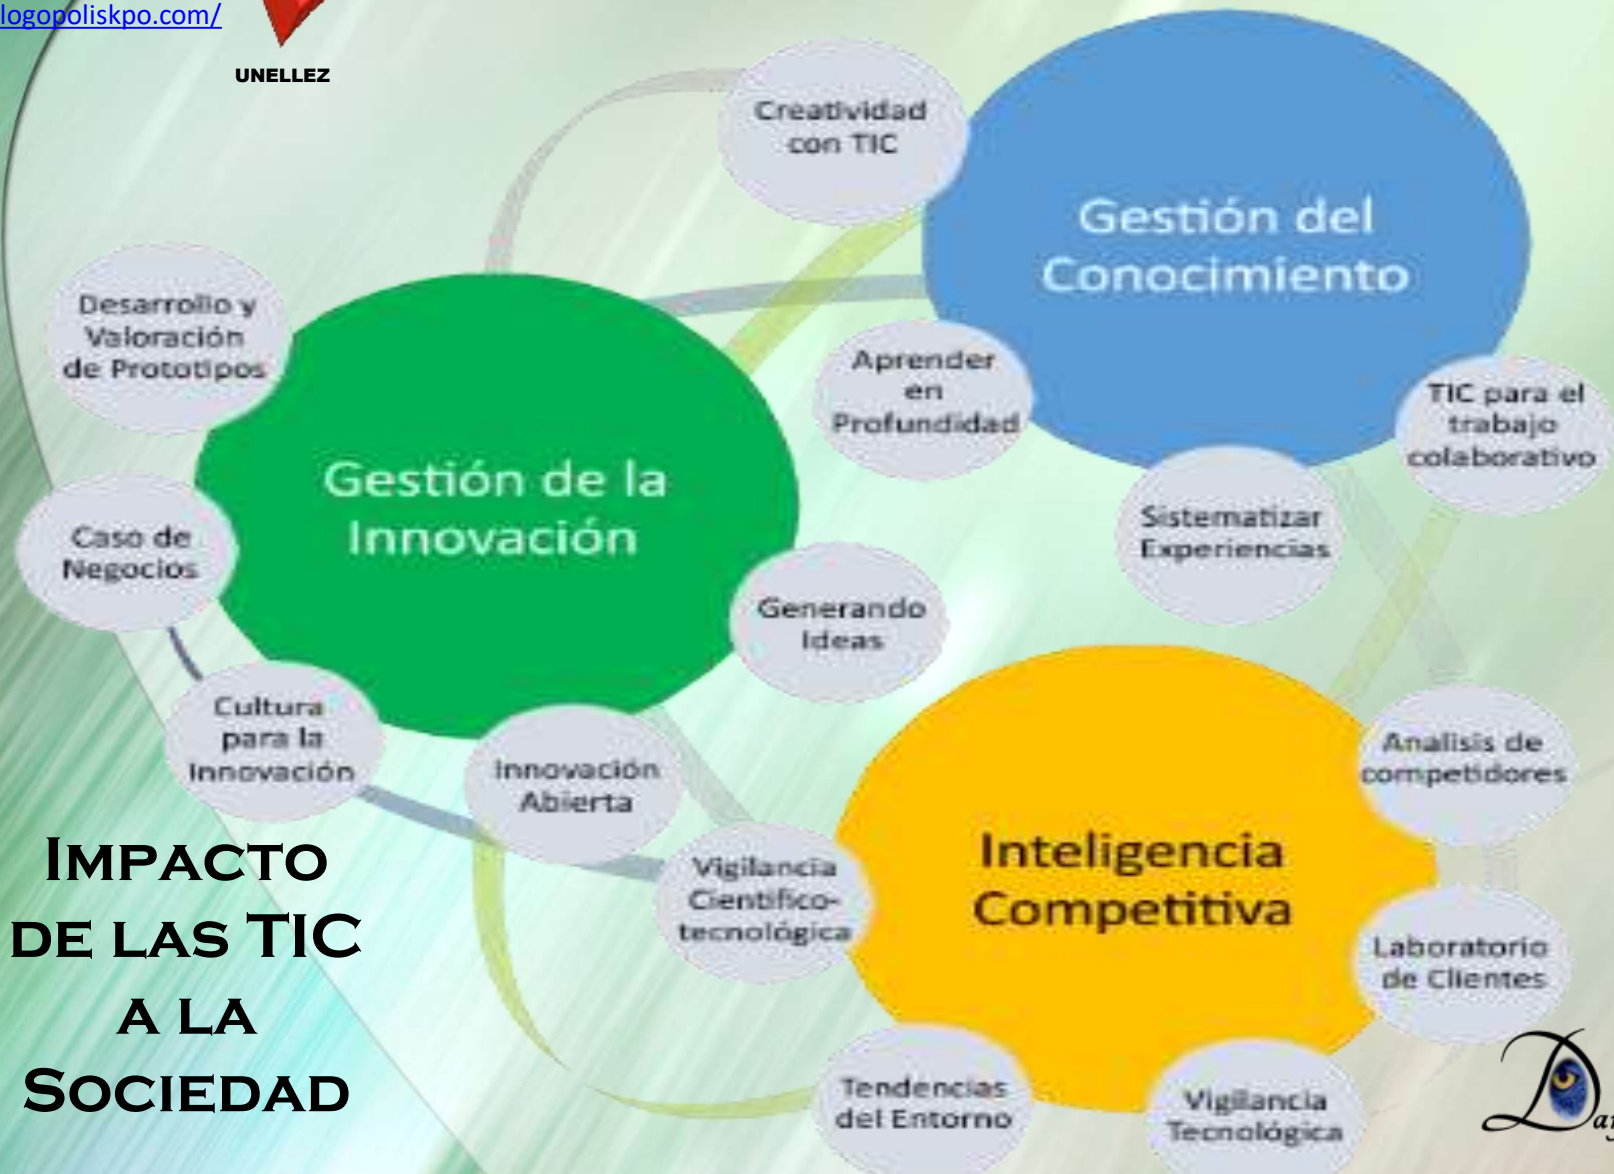 logopoliskpo.com/
UNELLEZ
Creatividad
con TIC
Gestión del
Conocimiento
Desarrollo y
Valoración
de Prototipos
Aprender
en
Profundidad
TIC para el
trabajo
colaborativo
Gestión de la
Innovación
Sistematizar
Experiencias
Caso de
Negocios
Generando
Ideas
Cultura
para la
Innovación
Innovación
Abierta
Analisis de
competidores
Inteligencia
Competitiva
Vigilancia
Cientifico-
tecnológica
Laboratorio
de Clientes
Tendencias
del Entorno
Vigilancia
Tecnológica
IMPACTO
DE LAS TIC
A LA
SOCIEDAD